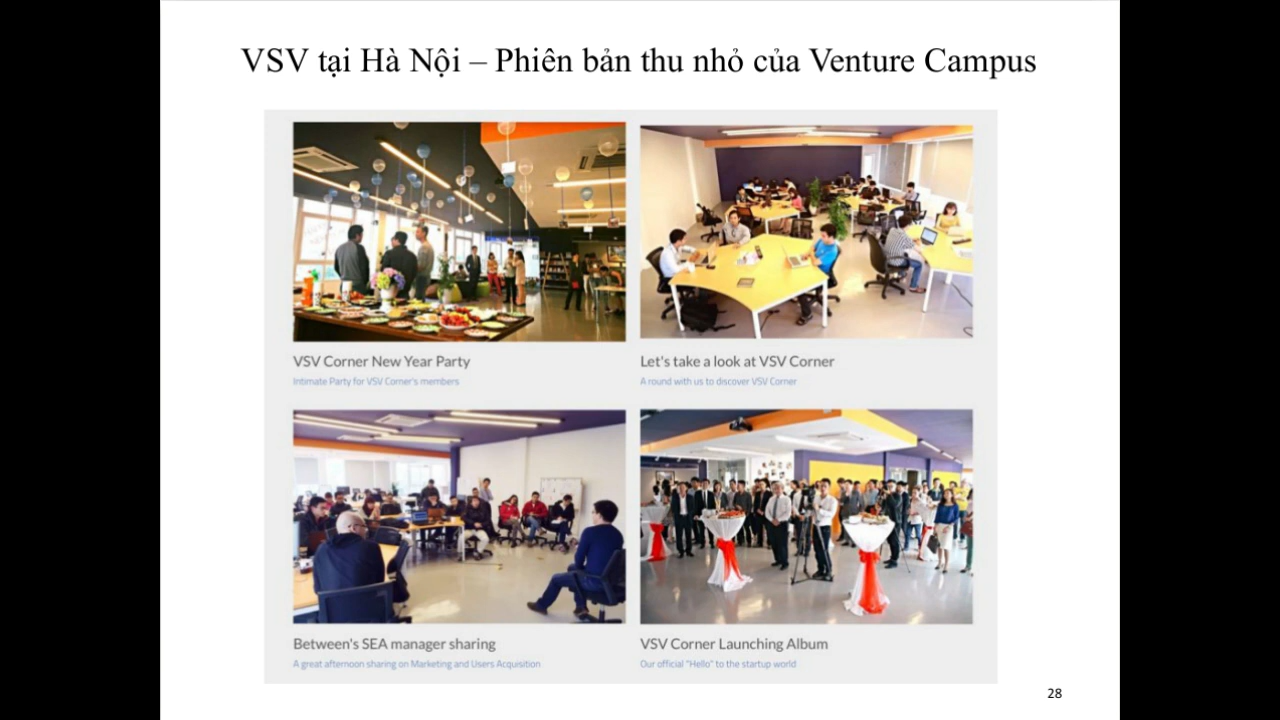 VSV tại Hà Nội – Phiên bản thu nhỏ của Venture Campus
VSV Corner New Year Party
Intimate Party for VSV Corner's members
Let's take a look at VSV Corner
A round with us to discover VSV Corner
Between's SEA manager sharing
A great afternoon sharing on Marketing and Users Acquisition
VSV Corner Launching Album
Our official "Hello" to the startup world
28